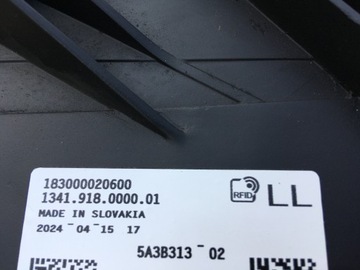 183000020600
1341.918.0000.01
MADE IN SLOVAKIA
2024-04-15 17
RFID
LL
5A3B313-02